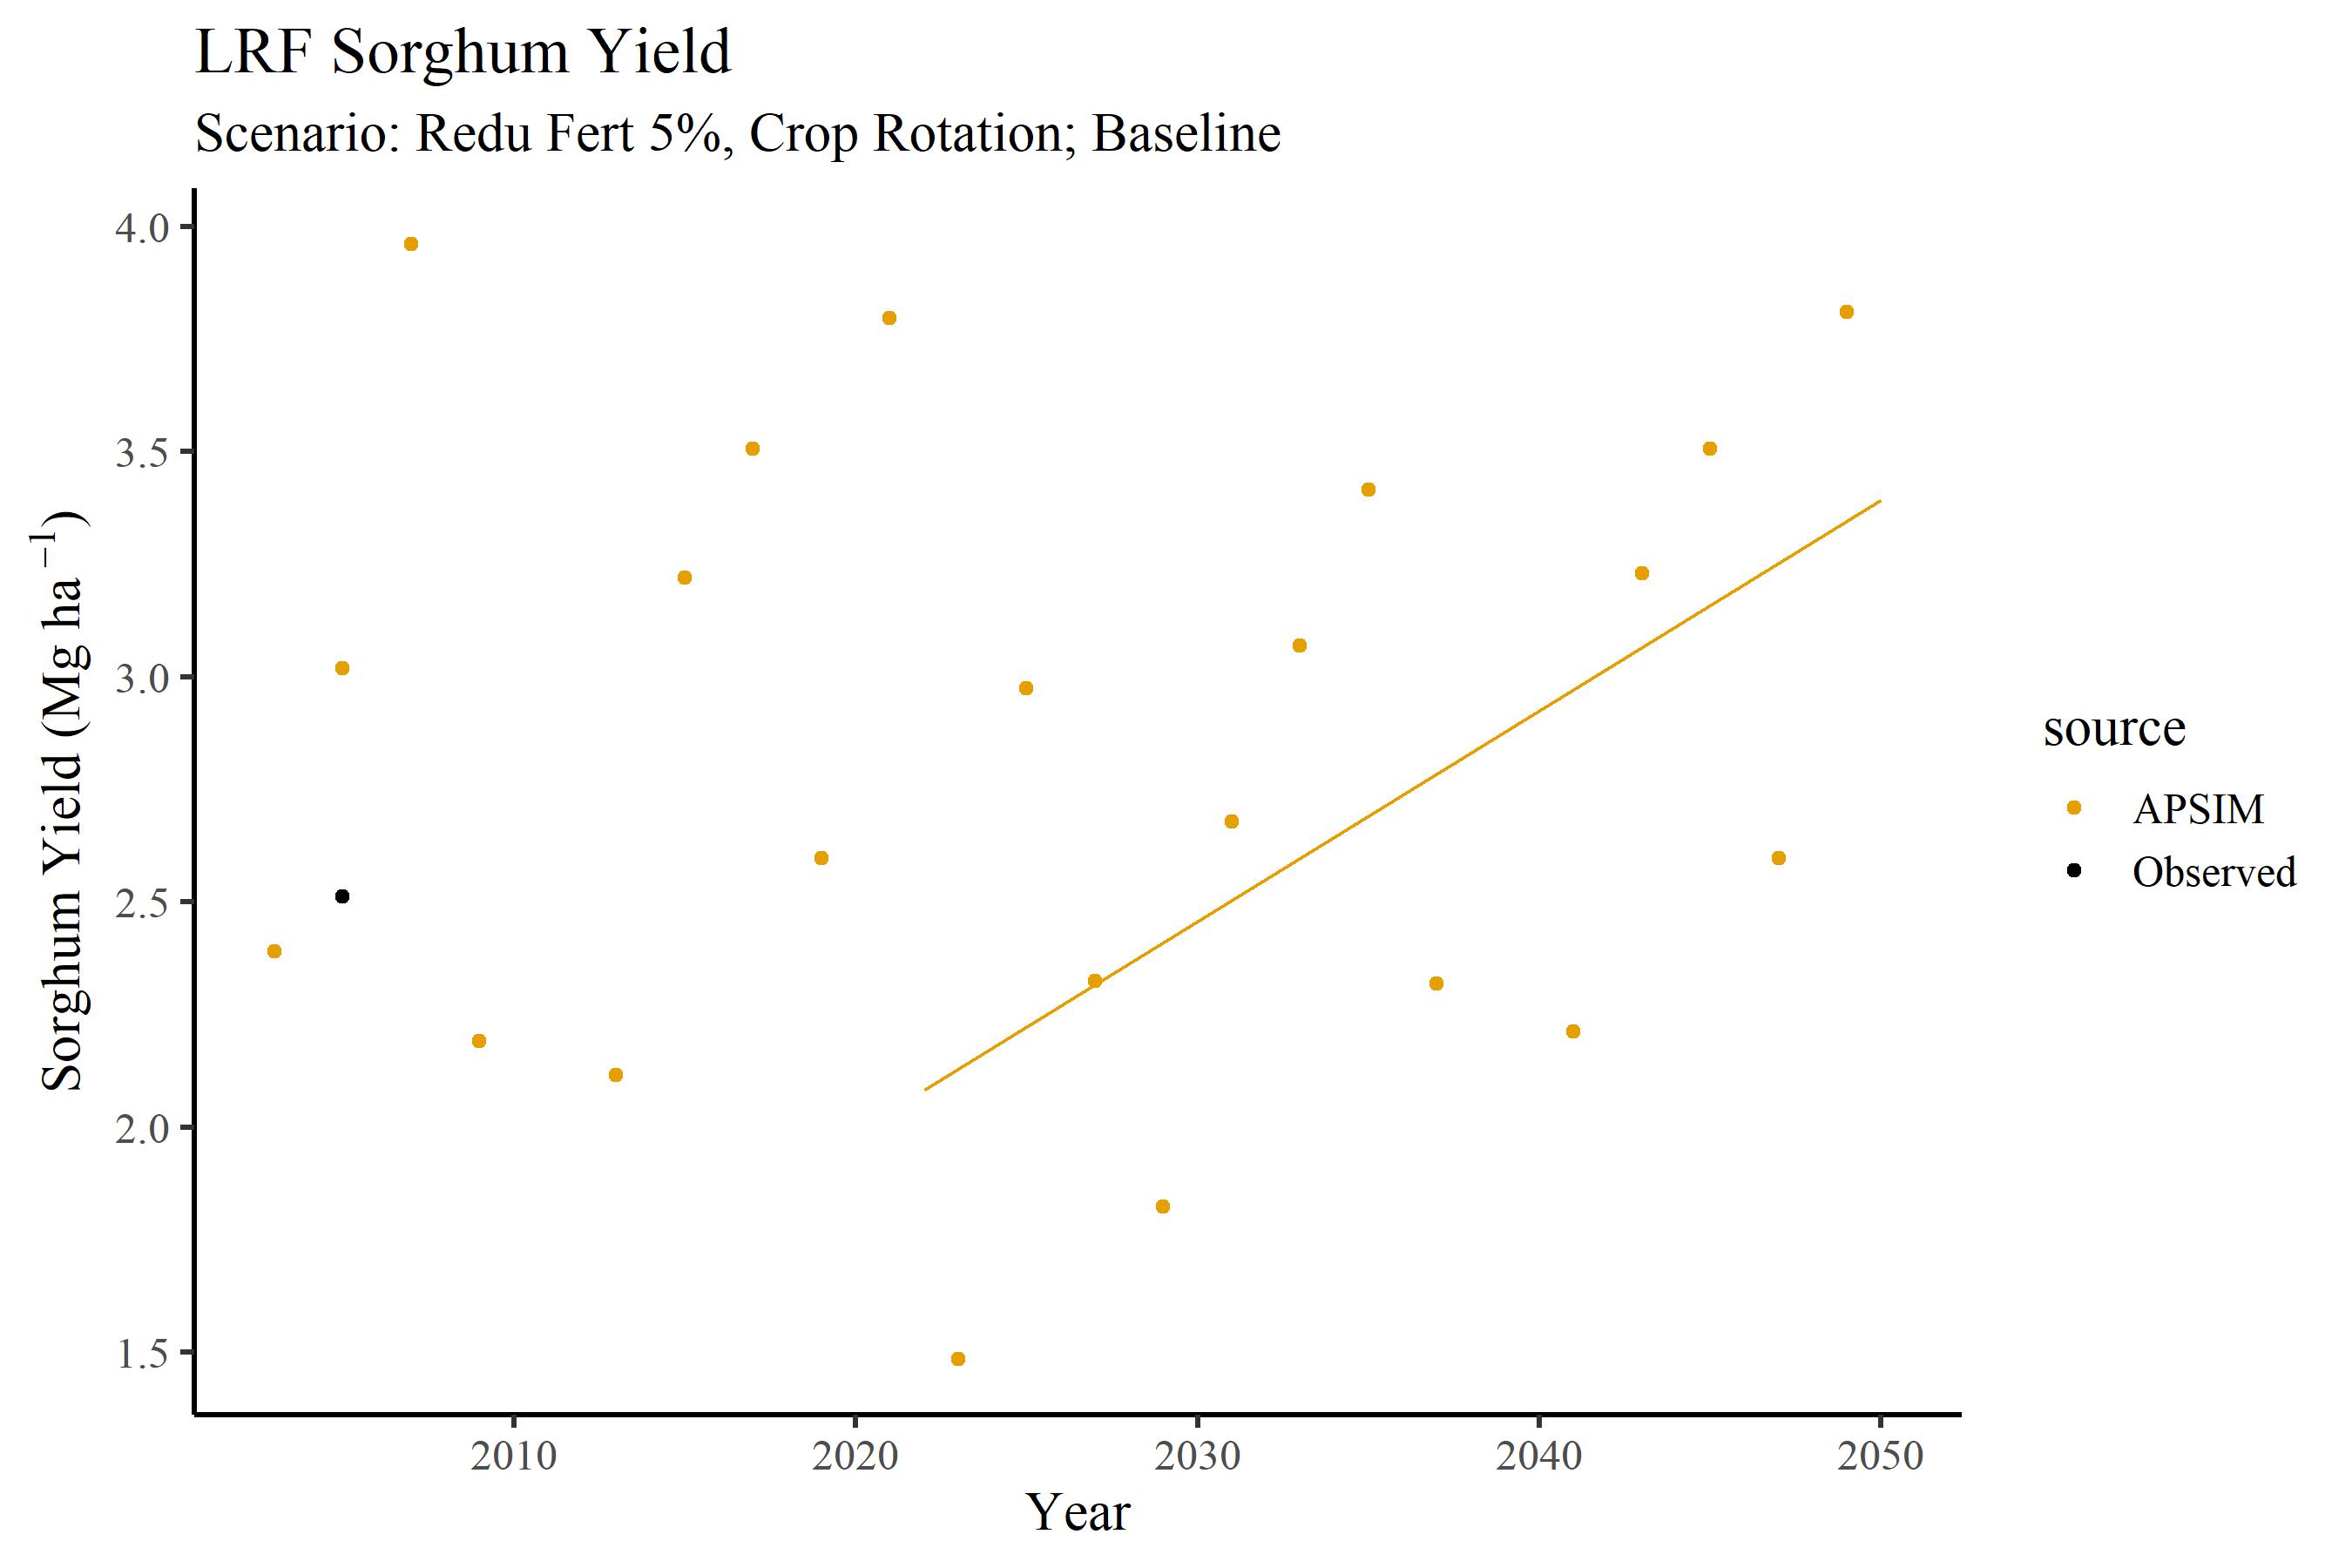 LRF Sorghum Yield
Scenario: Redu Fert 5%, Crop Rotation; Baseline
Sorghum Yield (Mg ha⁻¹)
4.0
3.5
3.0
2.5
2.0
1.5
2010 2020 2030 2040 2050
Year
source
APSIM
Observed